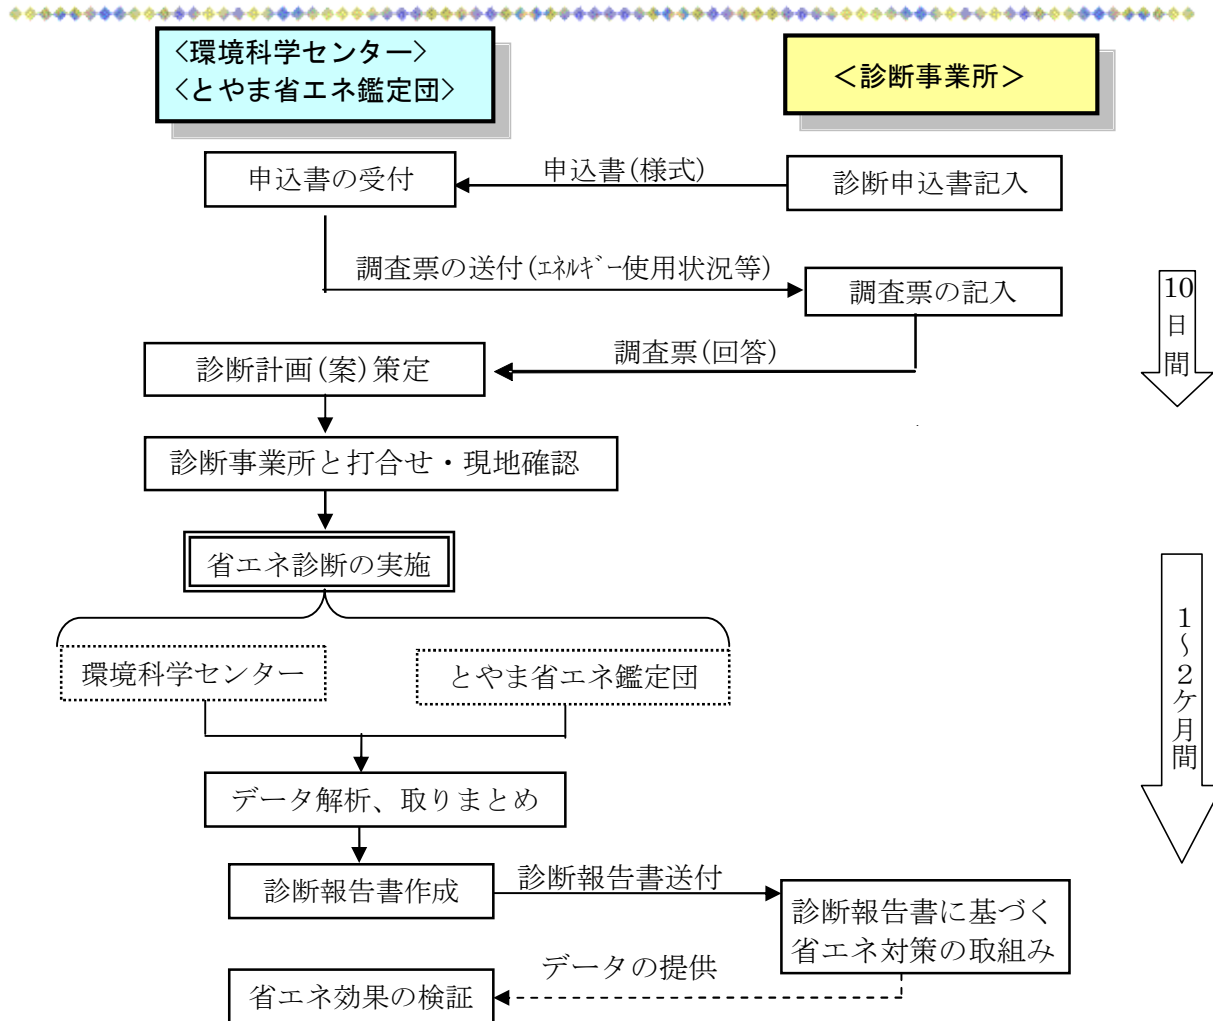 <環境科学センター>
<とやま省エネ鑑定団>
<診断事業所>
申込書の受付
申込書(様式)
診断申込書記入
調査票の送付(エネルギー使用状況等)
調査票の記入
10日間
調査票(回答)
診断計画(案)策定
診断事業所と打合せ・現地確認
省エネ診断の実施
環境科学センター
とやま省エネ鑑定団
1~2ケ月間
データ解析、取りまとめ
診断報告書作成
診断報告書送付
診断報告書に基づく
省エネ対策の取組み
データの提供
省エネ効果の検証